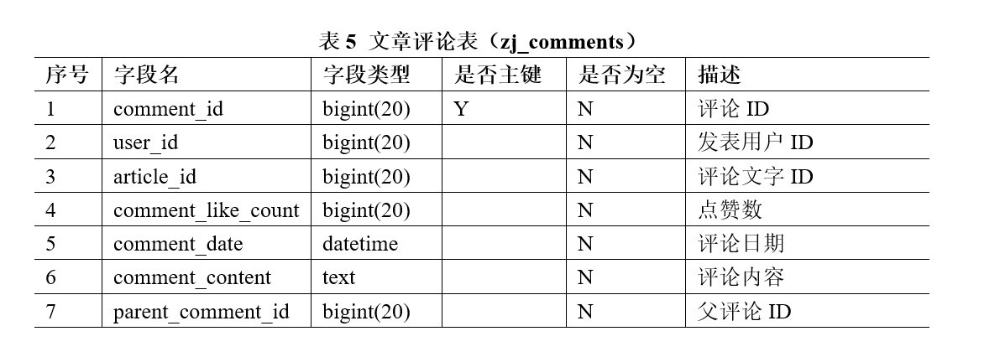 表 5 文章评论表（zj_comments）
序号 字段名 字段类型 是否主键 是否为空 描述
1 comment_id bigint(20) Y N 评论 ID
2 user_id bigint(20) N 发表用户 ID
3 article_id bigint(20) N 评论文字 ID
4 comment_like_count bigint(20) N 点赞数
5 comment_date datetime N 评论日期
6 comment_content text N 评论内容
7 parent_comment_id bigint(20) N 父评论 ID